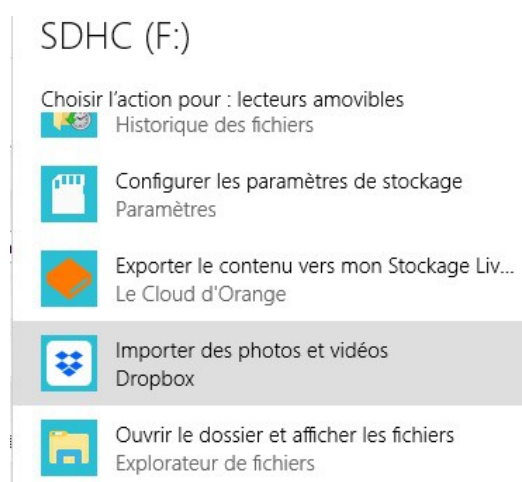 SDHC (F:)
Choisir l'action pour : lecteurs amovibles
Historique des fichiers
Configurer les paramètres de stockage
Paramètres
Exporter le contenu vers mon Stockage Liv...
Le Cloud d'Orange
Importer des photos et vidéos
Dropbox
Ouvrir le dossier et afficher les fichiers
Explorateur de fichiers